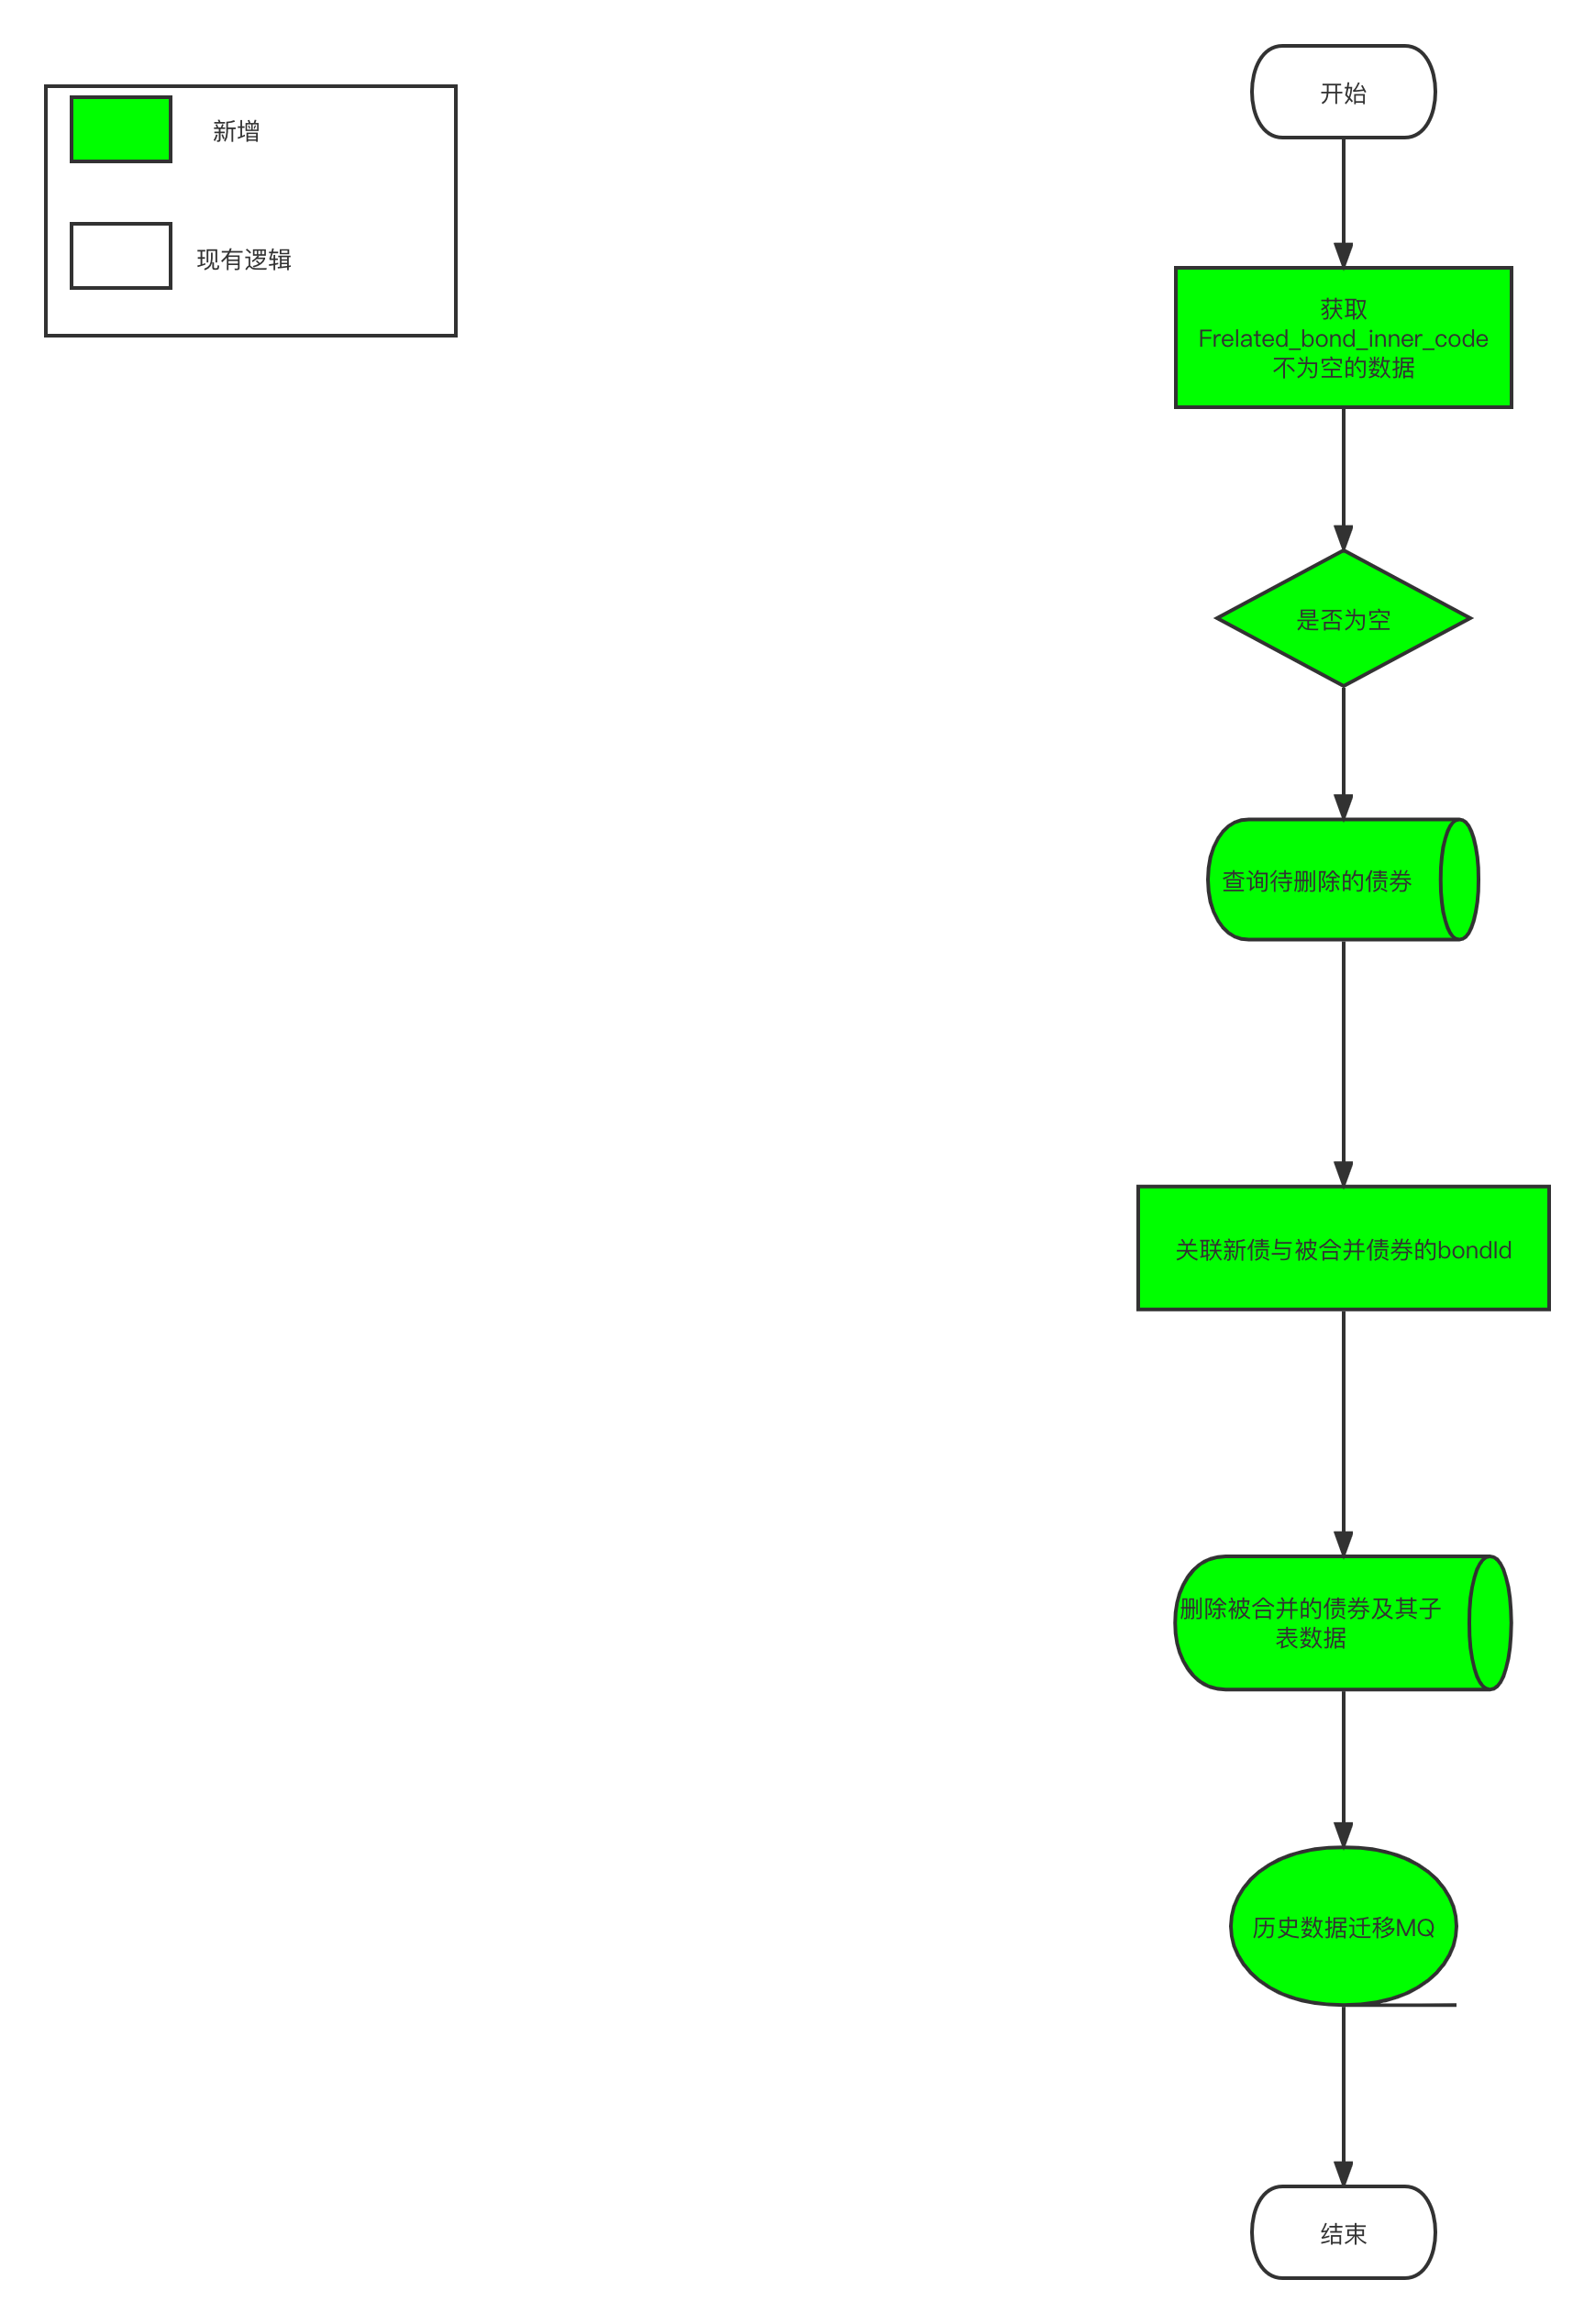 新增
现有逻辑
开始
获取
Frelated_bond_inner_code
不为空的数据
是否为空
查询待删除的债券
关联新债与被合并债券的bondId
删除被合并的债券及其子
表数据
历史数据迁移MQ
结束